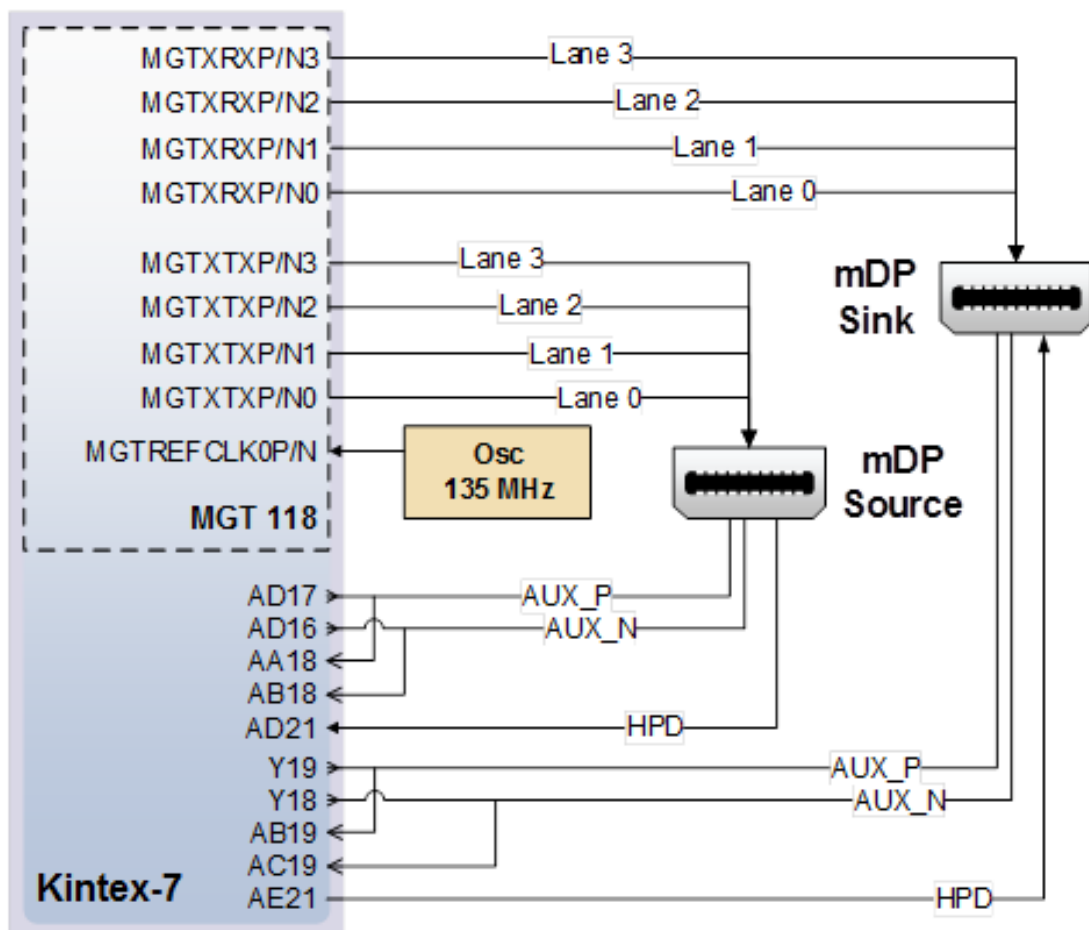 MGTXRXP/N3 Lane 3
MGTXRXP/N2 Lane 2
MGTXRXP/N1 Lane 1
MGTXRXP/N0 Lane 0
MGTXTXP/N3 Lane 3
mDP
Sink
MGTXTXP/N2 Lane 2
MGTXTXP/N1 Lane 1
MGTXTXP/N0 Lane 0
MGTREFCLK0P/N
Osc
135 MHz
mDP
Source
MGT 118
AD17 AUX_P
AD16 AUX_N
AA18
AB18
AD21 HPD
Y19 AUX_P
Y18 AUX_N
AB19
AC19
Kintex-7
AE21 HPD